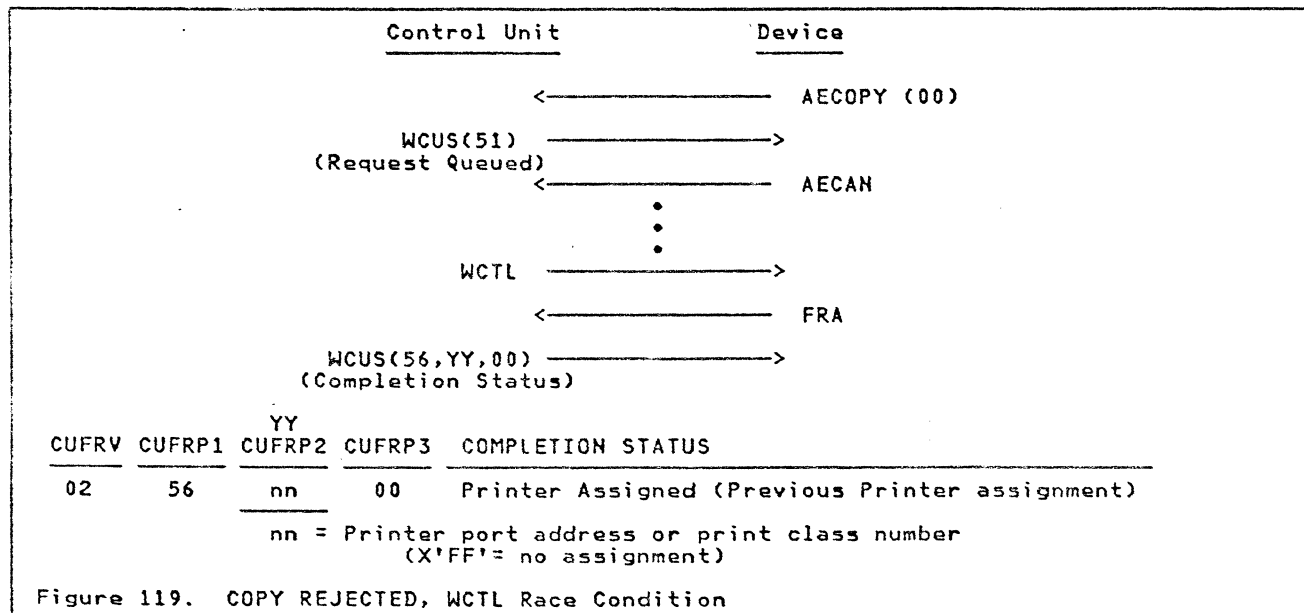 Control Unit Device
<—————— AECOPY (00)
WCUS(51) ——————>
(Request Queued)
<—————— AECAN
WCTL ——————>
<—————— FRA
WCUS(56,YY,00) ——————>
(Completion Status)
YY
CUFRV CUFRP1 CUFRP2 CUFRP3 COMPLETION STATUS
02 56 nn 00 Printer Assigned (Previous Printer assignment)
nn = Printer port address or print class number
(X'FF'= no assignment)
Figure 119. COPY REJECTED, WCTL Race Condition